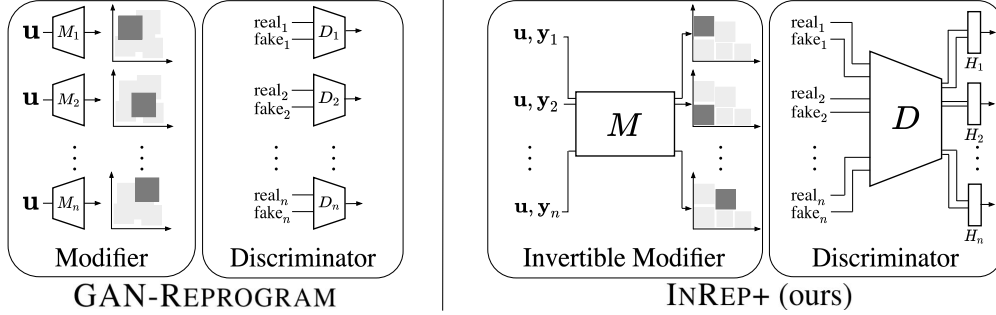 u M₁
u M₂
u Mₙ
Modifier
real₁
fake₁
D₁
real₂
fake₂
D₂
realₙ
fakeₙ
Dₙ
Discriminator
GAN-REPROGRAM
u, y₁
u, y₂
u, yₙ
M
Invertible Modifier
real₁
fake₁
real₂
fake₂
realₙ
fakeₙ
D
H₁
H₂
Hₙ
Discriminator
INREP+ (ours)